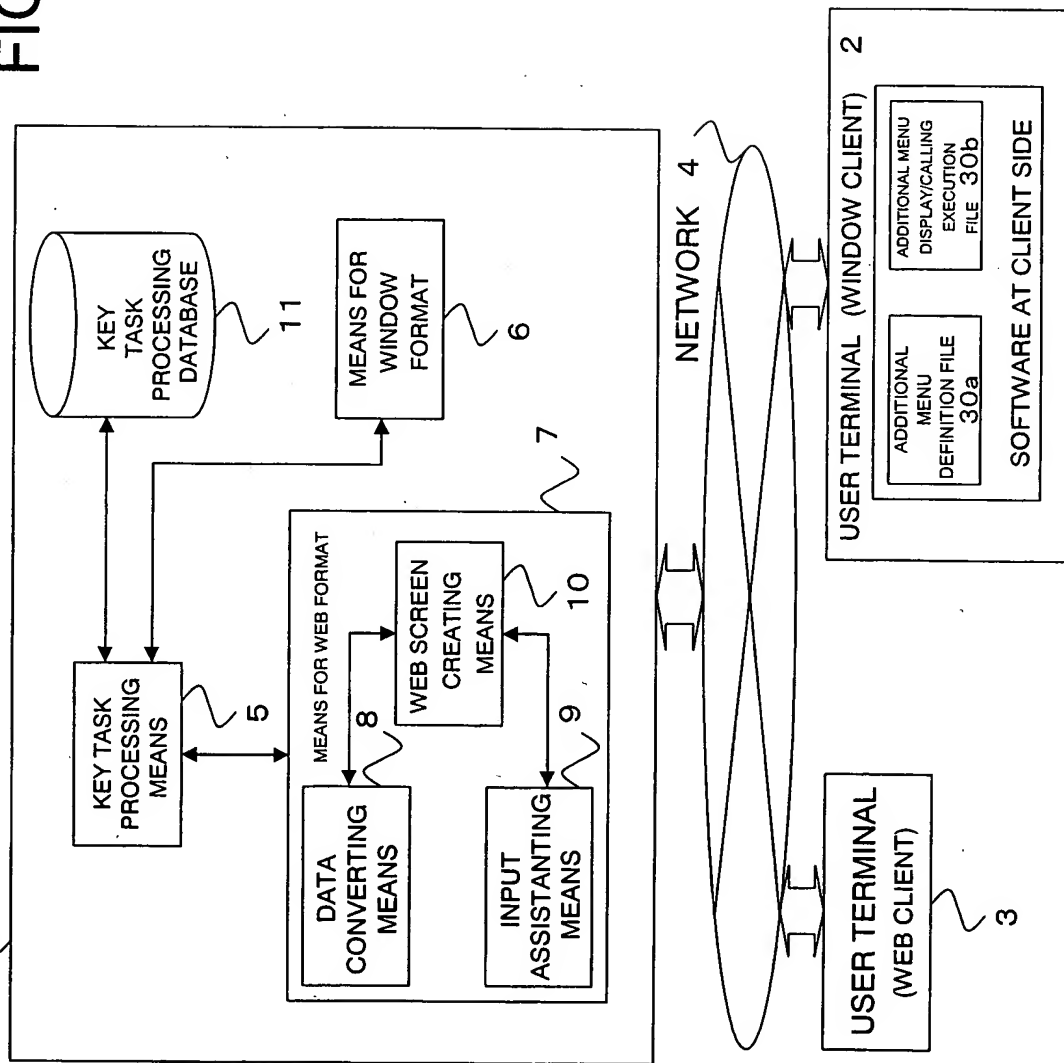 FIG
KEY
TASK
PROCESSING
DATABASE
11
KEY TASK
PROCESSING
MEANS
5
MEANS FOR
WINDOW
FORMAT
6
7
MEANS FOR WEB FORMAT
DATA
CONVERTING
MEANS
8
WEB SCREEN
CREATING
MEANS
10
INPUT
ASSISTANTING
MEANS
9
NETWORK 4
USER TERMINAL
(WEB CLIENT)
3
USER TERMINAL (WINDOW CLIENT) 2
ADDITIONAL
MENU
DEFINITION FILE
30a
ADDITIONAL MENU
DISPLAY/CALLING
EXECUTION
FILE 30b
SOFTWARE AT CLIENT SIDE